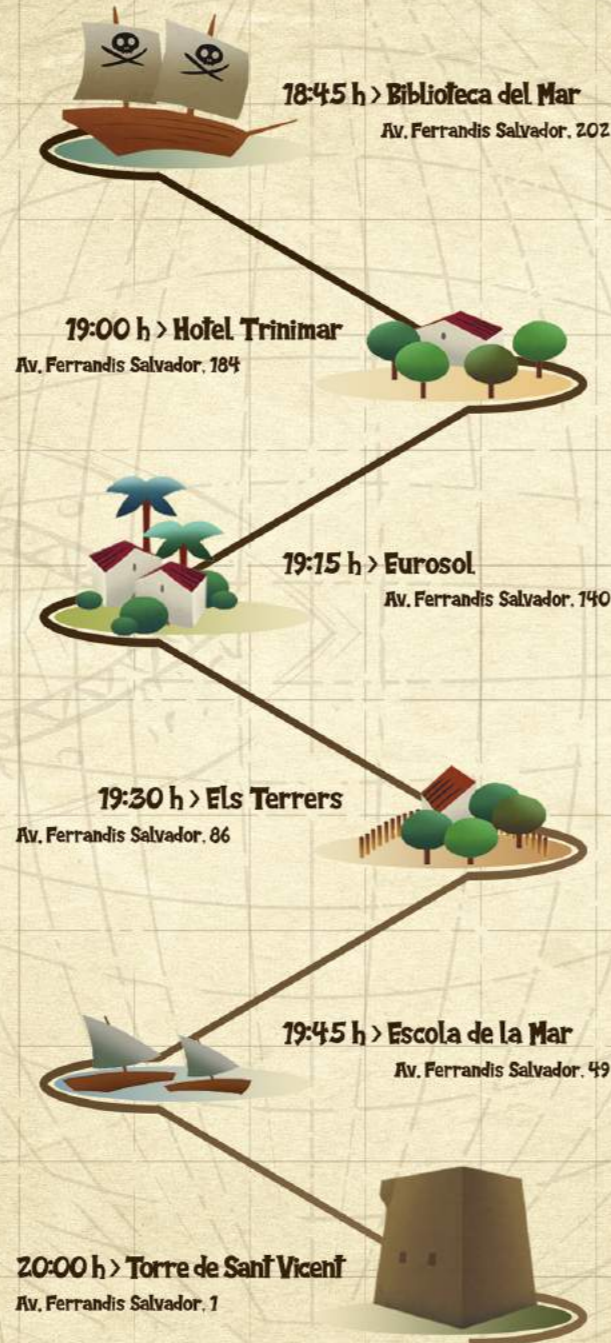 18:45 h > Biblioteca del Mar
Av. Ferrandis Salvador, 202
19:00 h > Hotel Trinimar
Av. Ferrandis Salvador, 184
19:15 h > Eurosol
Av. Ferrandis Salvador, 140
19:30 h > Els Terrers
Av. Ferrandis Salvador, 86
19:45 h > Escola de la Mar
Av. Ferrandis Salvador, 49
20:00 h > Torre de Sant Vicent
Av. Ferrandis Salvador, 1